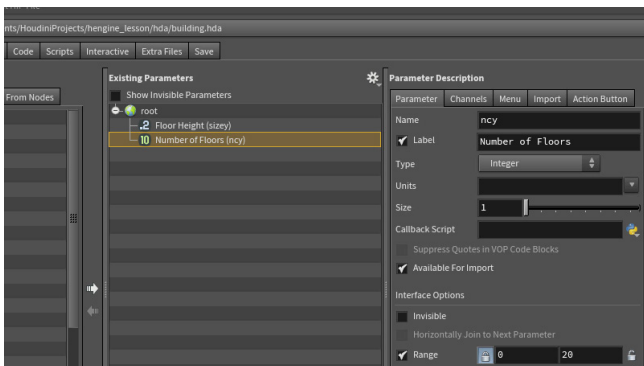 nts/HoudiniProjects/hengine_lesson/hda/building.hda
Code Scripts Interactive Extra Files Save
Existing Parameters
Show Invisible Parameters
root
.2 Floor Height (sizey)
10 Number of Floors (ncy)
From Nodes
Parameter Description
Parameter Channels Menu Import Action Button
Name ncy
Label Number of Floors
Type Integer
Units
Size 1
Callback Script
Suppress Quotes in VOP Code Blocks
Available For Import
Interface Options
Invisible
Horizontally Join to Next Parameter
Range 0 20